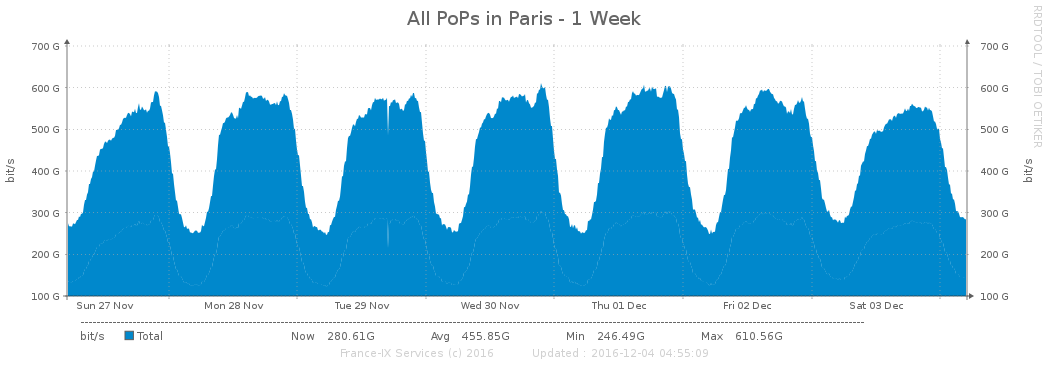 All PoPs in Paris - 1 Week
RRDTOOL / TOBI OETIKER
700 G 700 G
600 G 600 G
500 G 500 G
400 G 400 G
300 G 300 G
200 G 200 G
100 G 100 G
bit/s
bit/s
Sun 27 Nov Mon 28 Nov Tue 29 Nov Wed 30 Nov Thu 01 Dec Fri 02 Dec Sat 03 Dec
bit/s Total Now 280.61G Avg 455.85G Min 246.49G Max 610.56G
France-IX Services (c) 2016 Updated : 2016-12-04 04:55:09